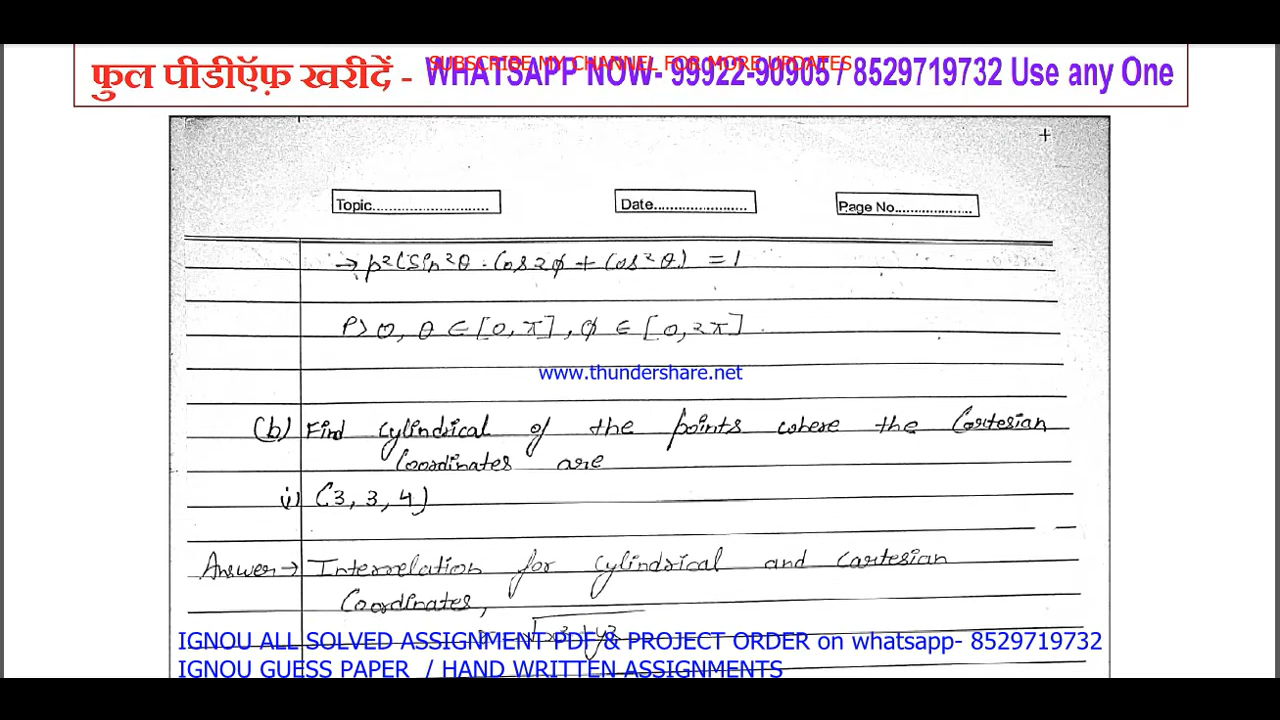 SUBSCRIBE MY CHANNEL FOR MORE UPDATES
फुल पीडीऍफ़ खरीदें - WHATSAPP NOW- 99922-90905 / 8529719732 Use any One
Topic............................
Date.......................
Page No...................
→ p²(Sin²θ . Cos2φ + Cos²θ) = 1
P> 0, θ ∈ [0, π], φ ∈ [0, 2π] .
www.thundershare.net
(b) Find cylindrical of the points where the Cartesian
Coordinates are
(3, 3, 4)
Answer → Interrelation for cylindrical and Cartesian
Coordinates,
IGNOU ALL SOLVED ASSIGNMENT PDF & PROJECT ORDER on whatsapp- 8529719732
IGNOU GUESS PAPER / HAND WRITTEN ASSIGNMENTS